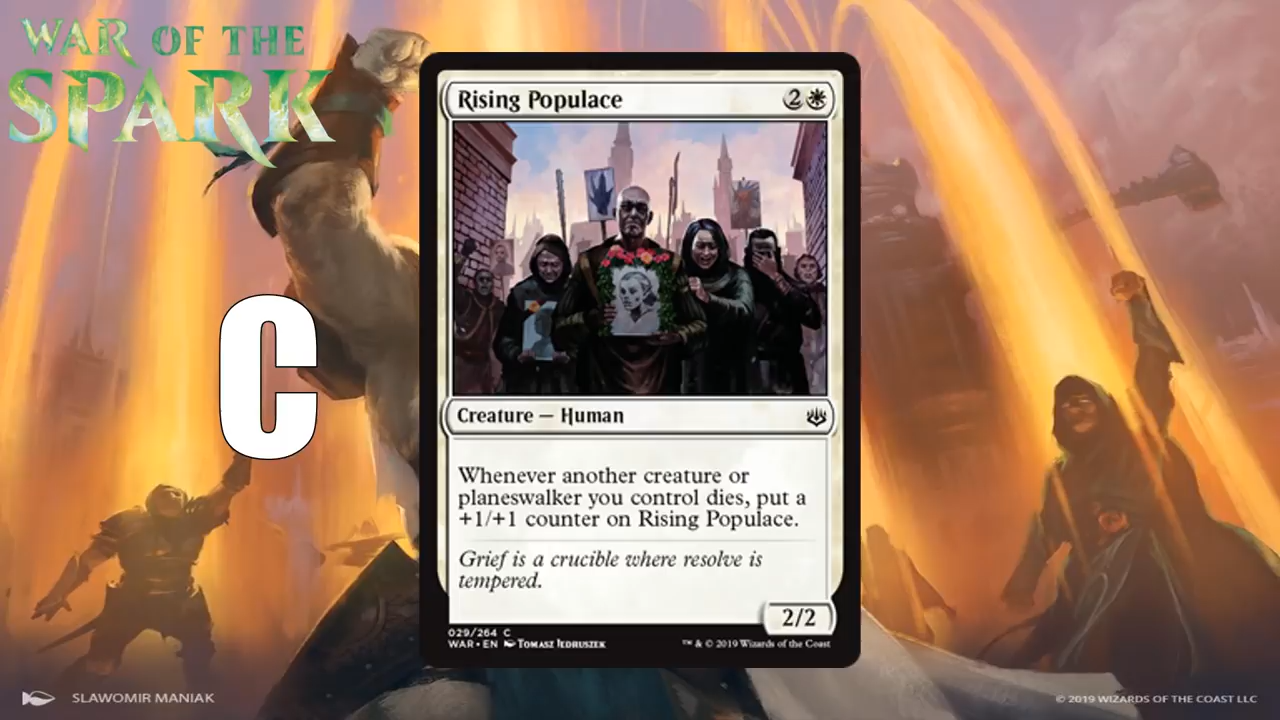 WAR OF THE
SPARK
Rising Populace 2
C
Creature — Human
Whenever another creature or
planeswalker you control dies, put a
+1/+1 counter on Rising Populace.
Grief is a crucible where resolve is
tempered.
2/2
029/264 C
WAR • EN TOMASZ JEDRUSZEK
™ & © 2019 Wizards of the Coast
SLAWOMIR MANIAK
© 2019 WIZARDS OF THE COAST LLC